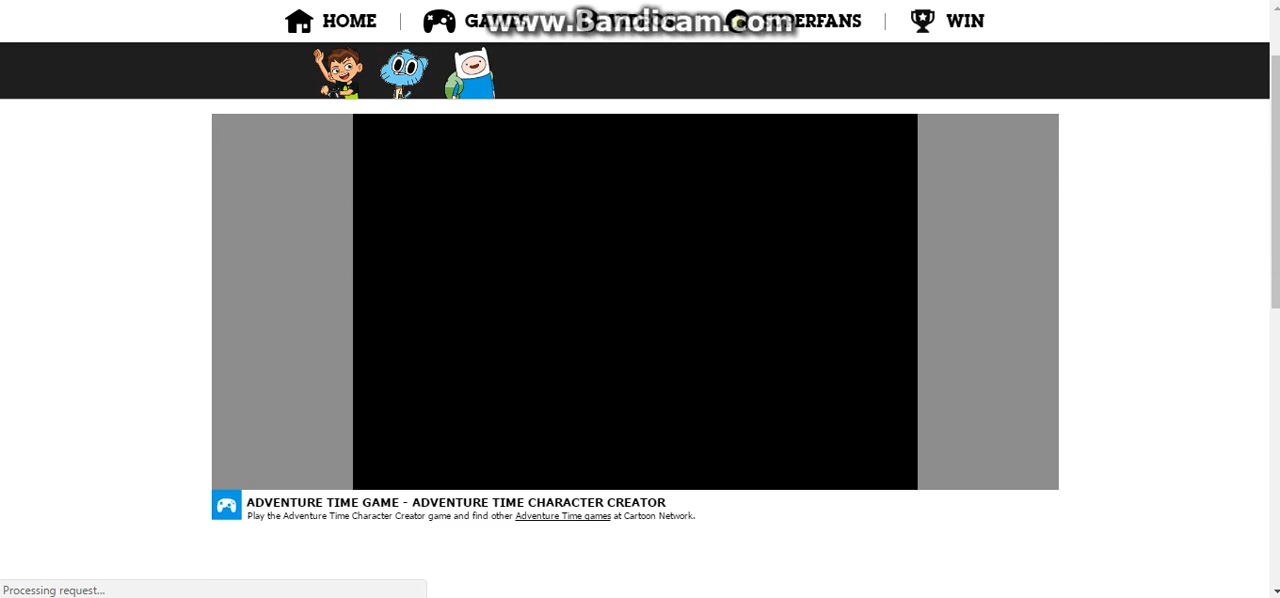 HOME
www.Bandicam.com
WIN
ADVENTURE TIME GAME - ADVENTURE TIME CHARACTER CREATOR
Play the Adventure Time Character Creator game and find other Adventure Time games at Cartoon Network.
Processing request...